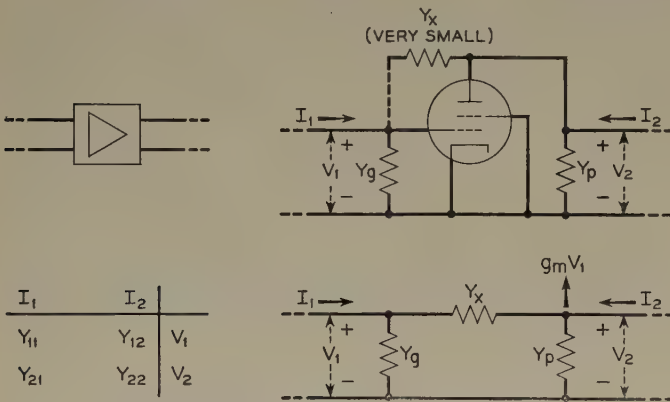 Yx
(VERY SMALL)
I1
I2
+
+
V1
Yg
Yp
V2
−
−
gmV1
I1
I2
I1
Yx
I2
Y11
Y12
V1
+
+
V1
Yg
Yp
V2
Y21
Y22
V2
−
−